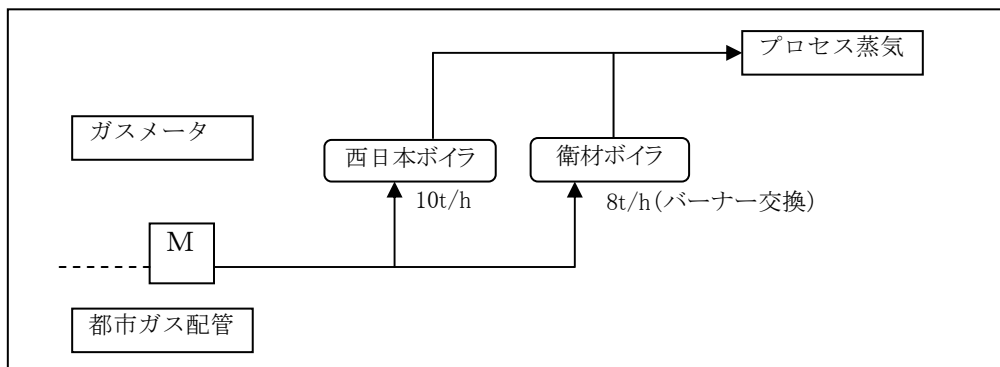 プロセス蒸気
ガスメータ
西日本ボイラ
衛材ボイラ
10t/h
8t/h(バーナー交換)
M
都市ガス配管